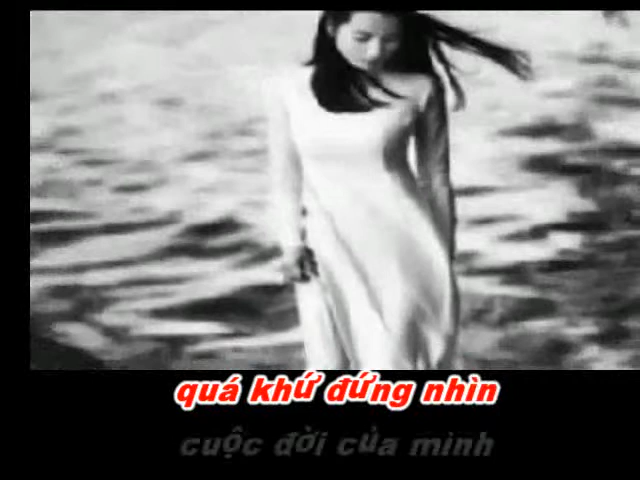 quá khứ đứng nhìn
cuộc đời của mình